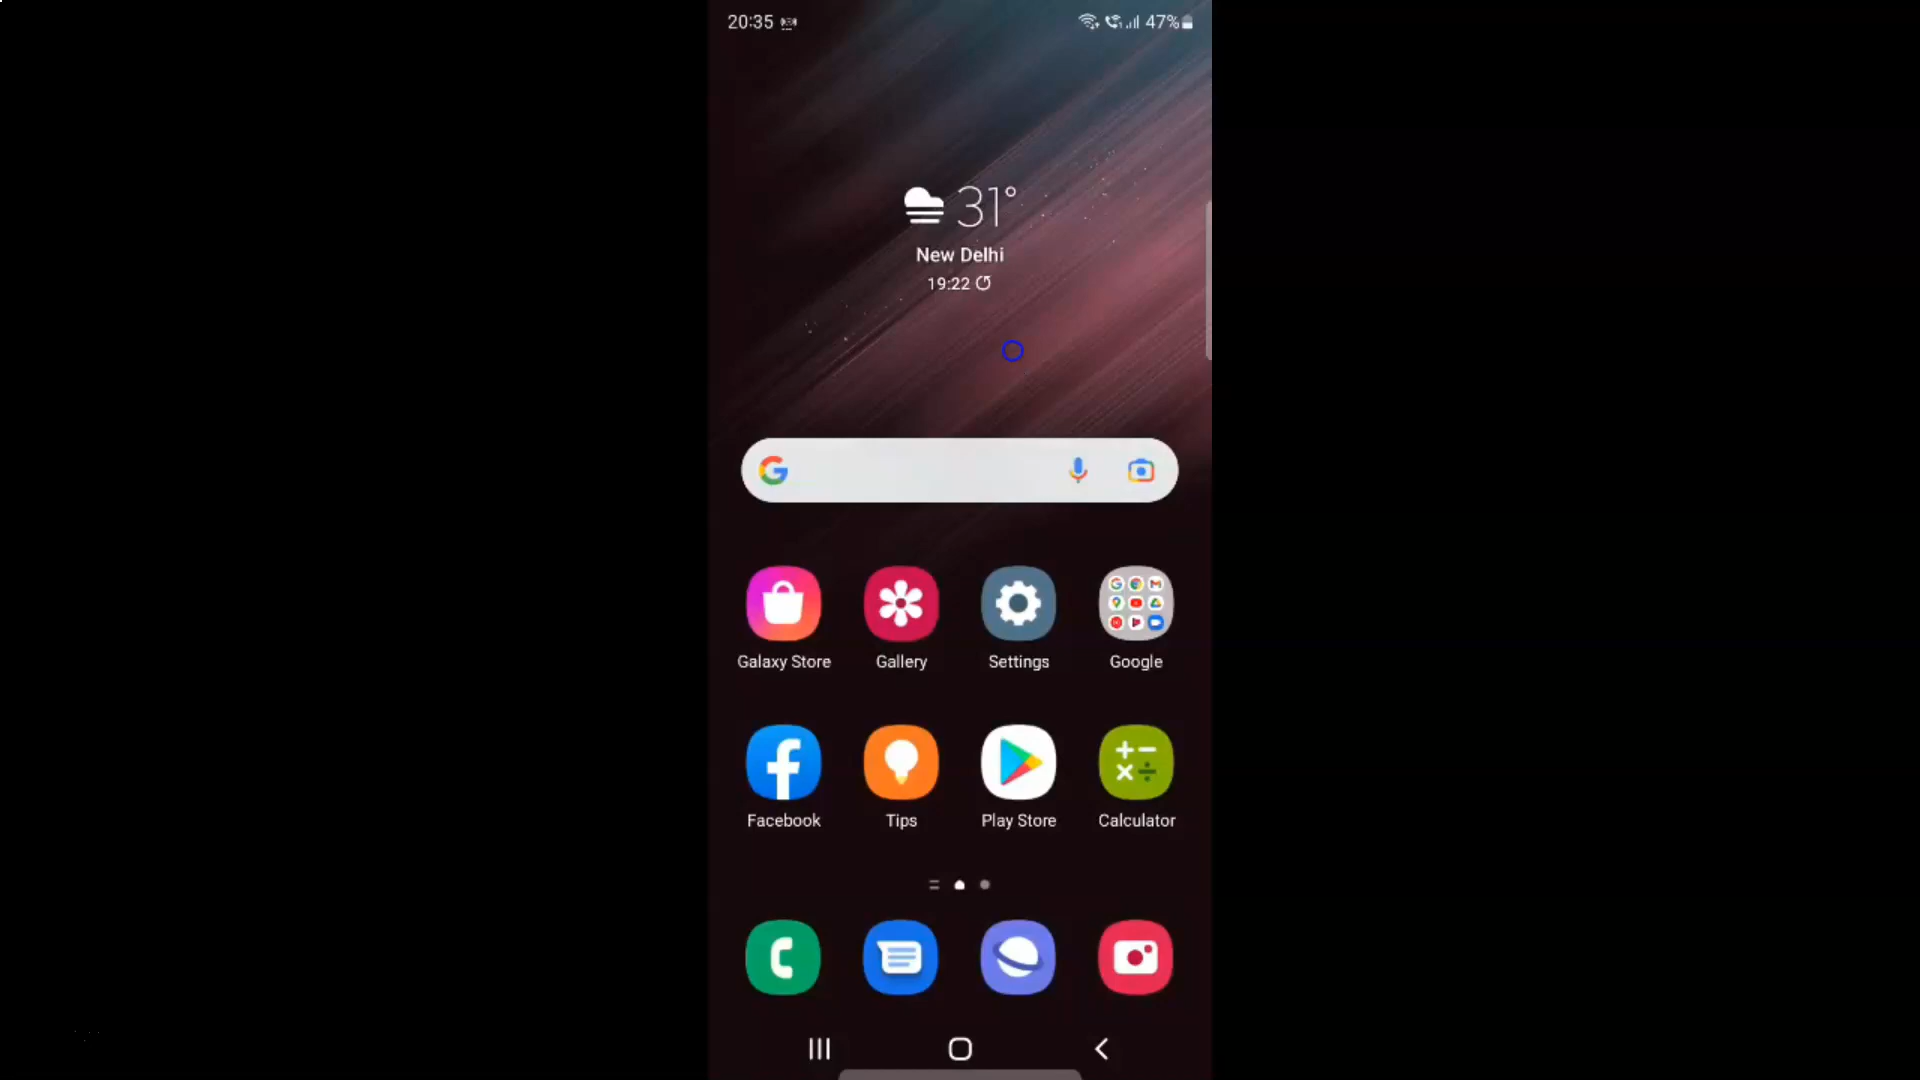 20:35 47%
31°
New Delhi
19:22
Galaxy Store Gallery Settings Google
Facebook Tips Play Store Calculator